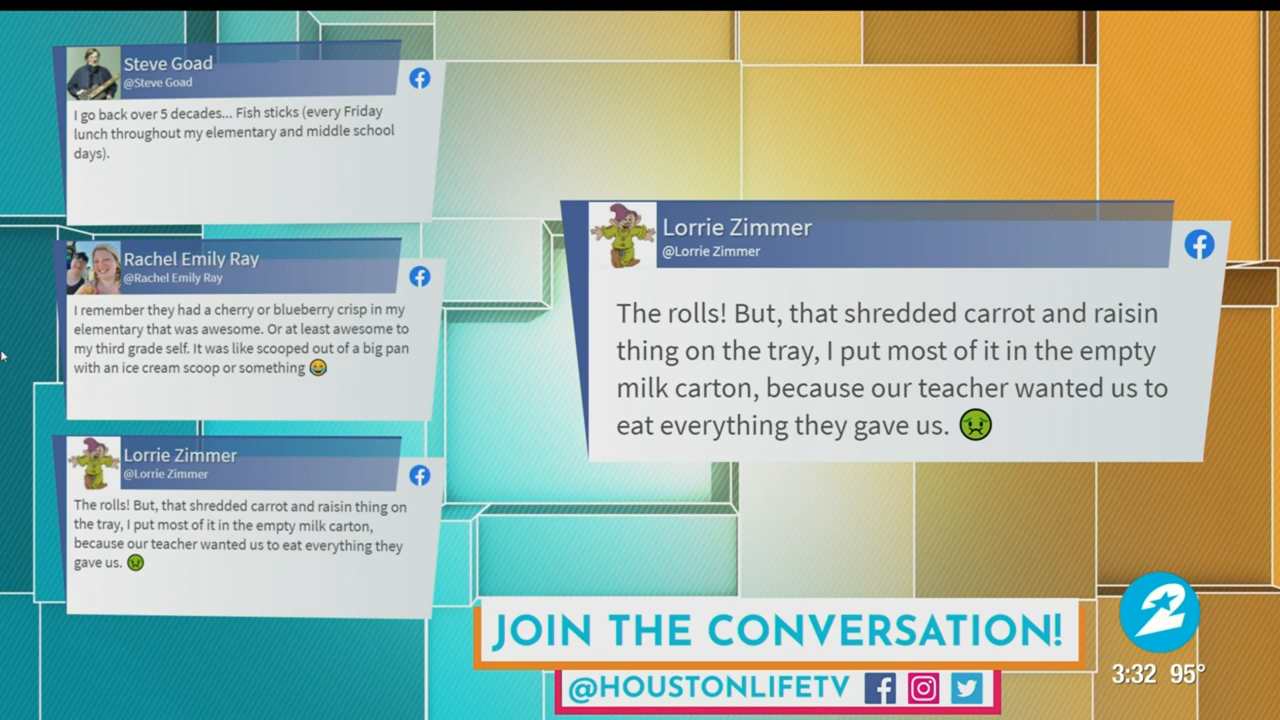 Steve Goad
@Steve Goad
I go back over 5 decades... Fish sticks (every Friday
lunch throughout my elementary and middle school
days).
Rachel Emily Ray
@Rachel Emily Ray
I remember they had a cherry or blueberry crisp in my
elementary that was awesome. Or at least awesome to
my third grade self. It was like scooped out of a big pan
with an ice cream scoop or something 😂
Lorrie Zimmer
@Lorrie Zimmer
The rolls! But, that shredded carrot and raisin thing on
the tray, I put most of it in the empty milk carton,
because our teacher wanted us to eat everything they
gave us. 🤢
Lorrie Zimmer
@Lorrie Zimmer
The rolls! But, that shredded carrot and raisin
thing on the tray, I put most of it in the empty
milk carton, because our teacher wanted us to
eat everything they gave us. 🤢
JOIN THE CONVERSATION!
@HOUSTONLIFETV
2
3:32 95°